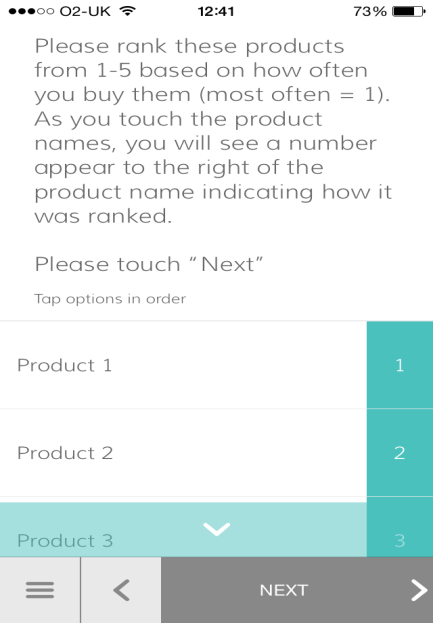 O2-UK 12:41 73%
Please rank these products
from 1-5 based on how often
you buy them (most often = 1).
As you touch the product
names, you will see a number
appear to the right of the
product name indicating how it
was ranked.
Please touch “Next”
Tap options in order
Product 1 1
Product 2 2
Product 3 3
NEXT